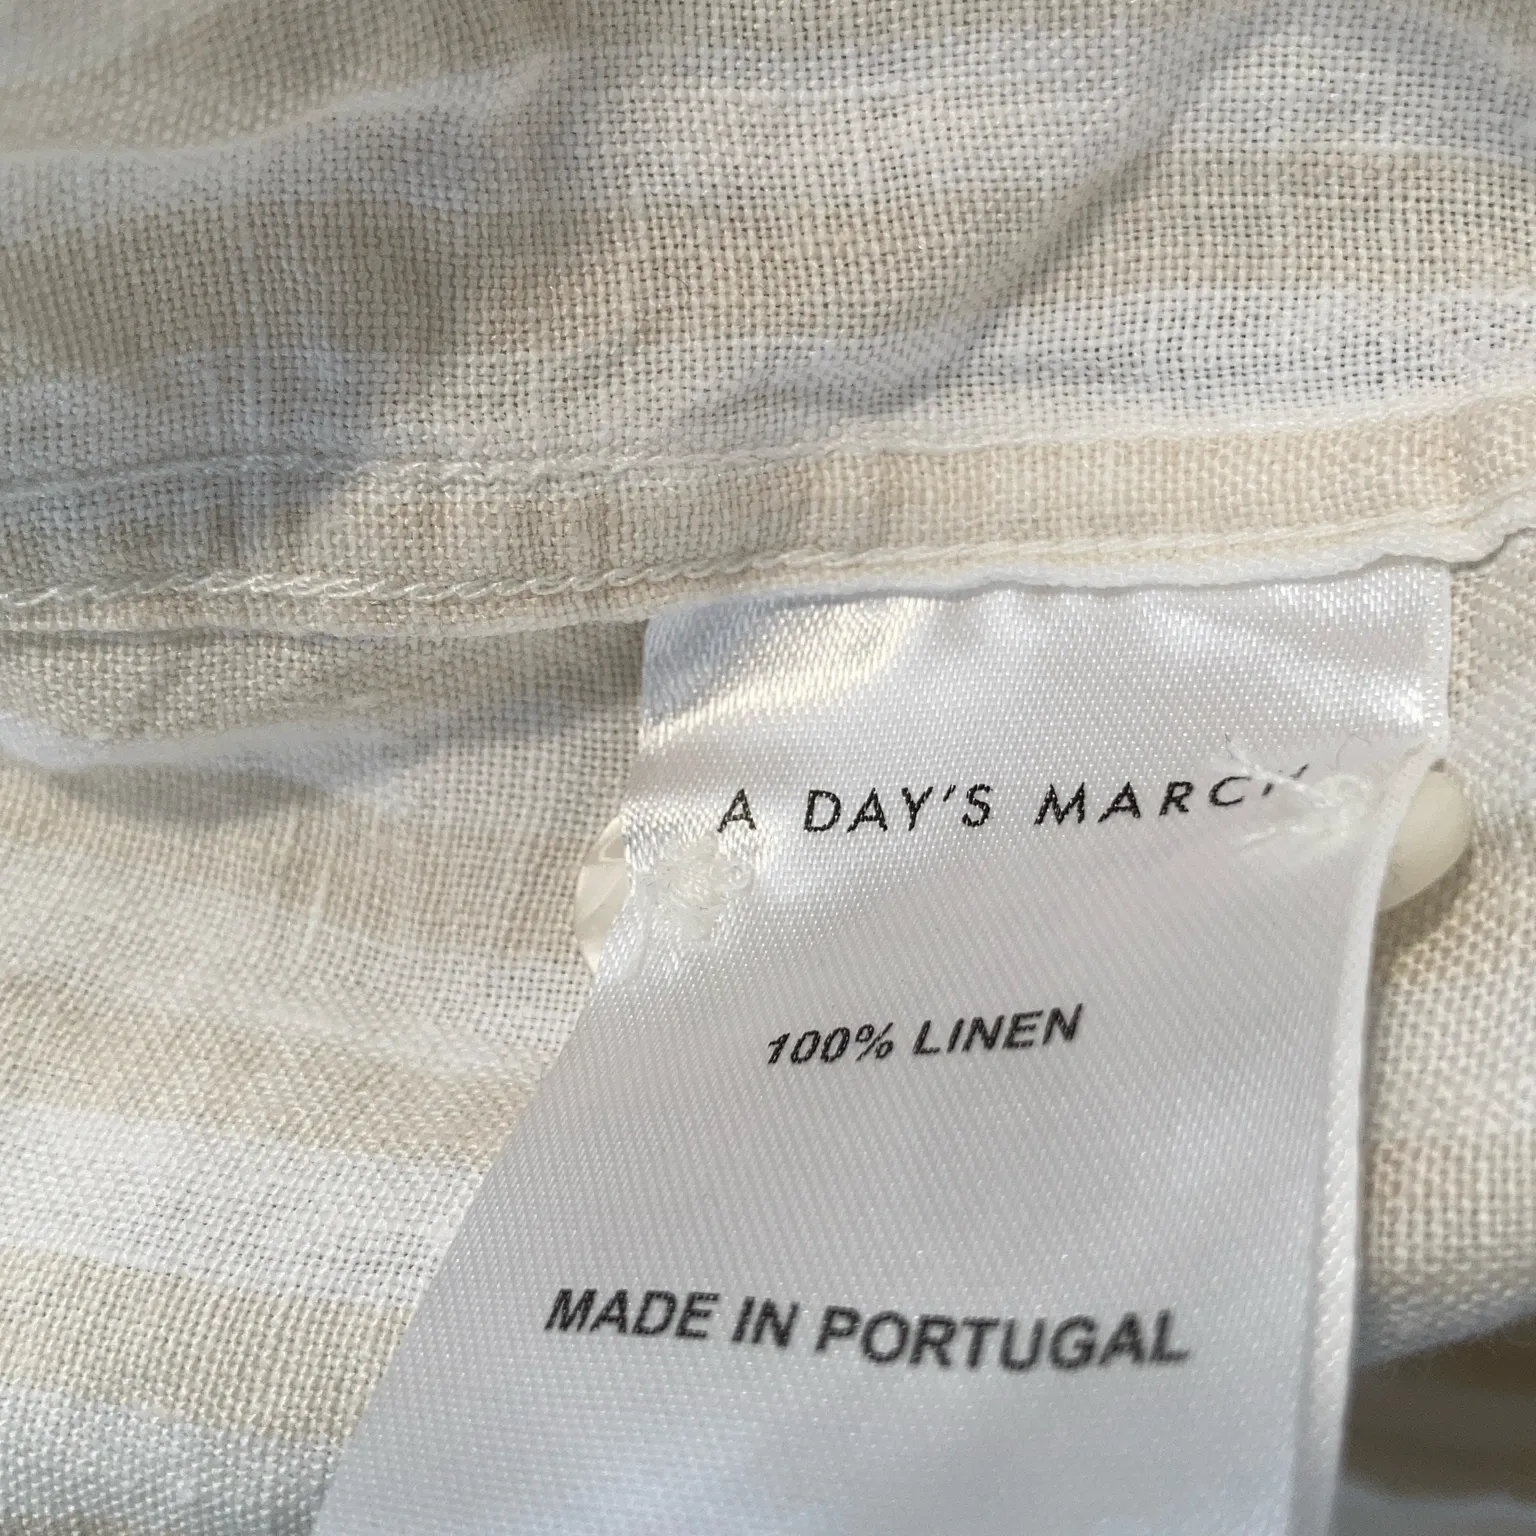 A DAY'S MARCH
100% LINEN
MADE IN PORTUGAL